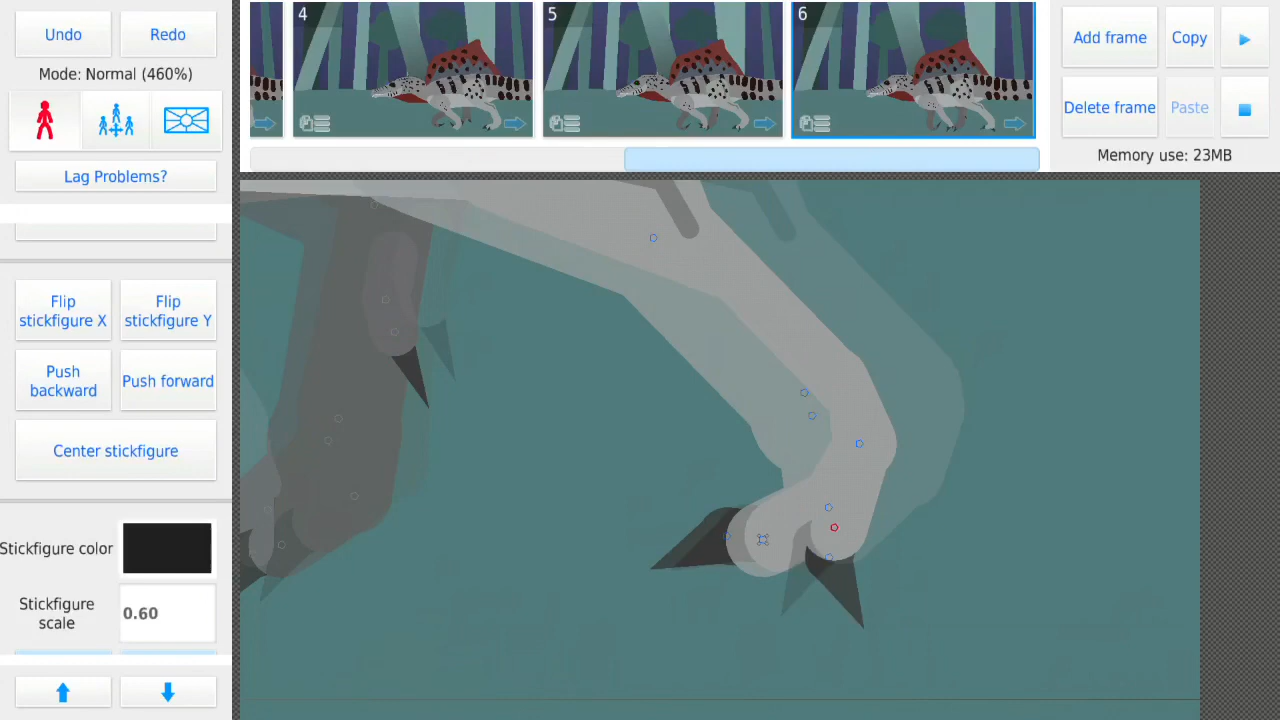 Undo
Redo
Mode: Normal (460%)
Lag Problems?
Flip stickfigure X
Flip stickfigure Y
Push backward
Push forward
Center stickfigure
Stickfigure color
Stickfigure scale
0.60
4
5
6
Add frame
Copy
Delete frame
Paste
Memory use: 23MB